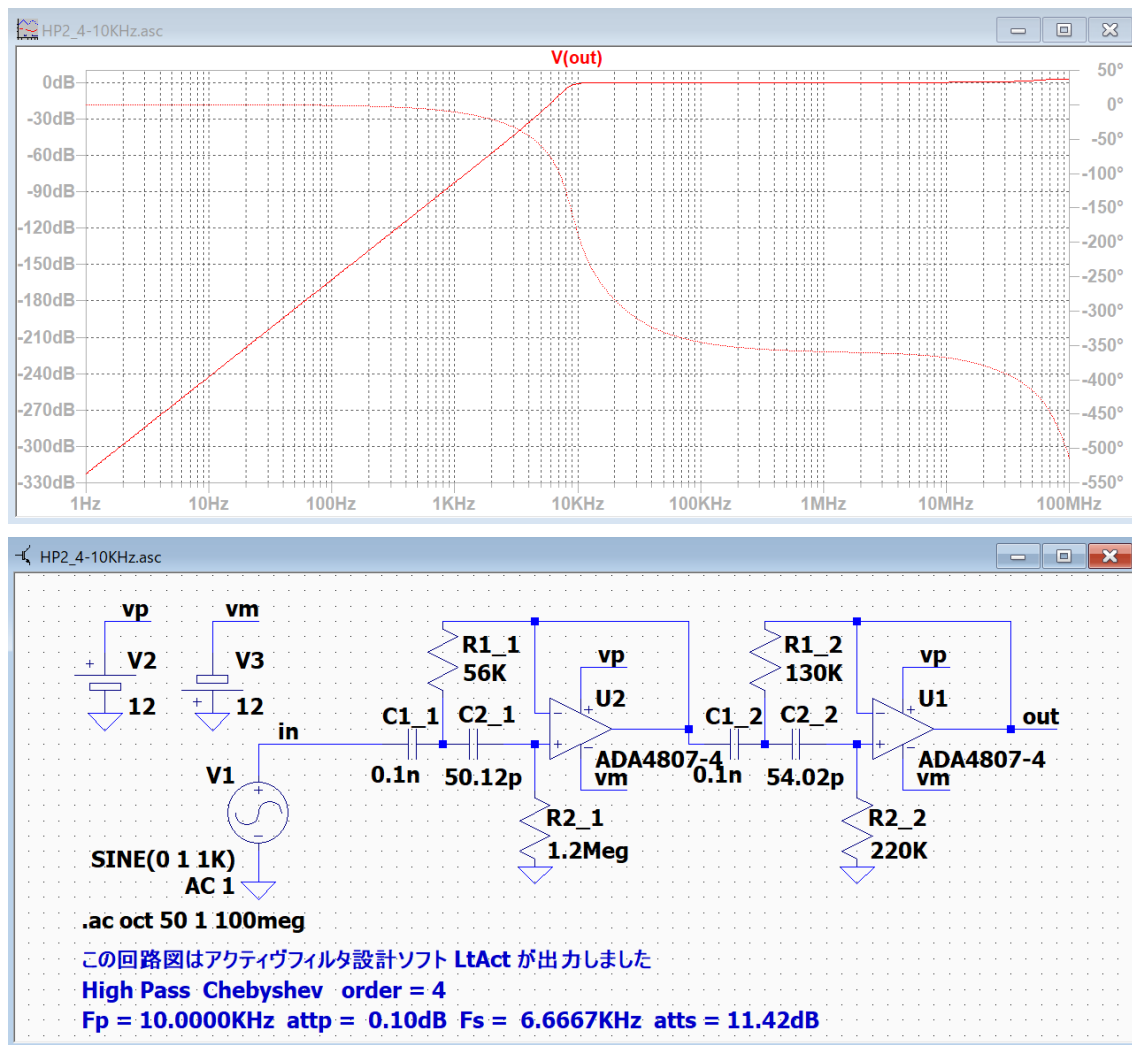 HP2_4-10KHz.asc
V(out)
0dB
-30dB
-60dB
-90dB
-120dB
-150dB
-180dB
-210dB
-240dB
-270dB
-300dB
-330dB
50°
0°
-50°
-100°
-150°
-200°
-250°
-300°
-350°
-400°
-450°
-500°
-550°
1Hz 10Hz 100Hz 1KHz 10KHz 100KHz 1MHz 10MHz 100MHz
HP2_4-10KHz.asc
vp vm
V2 V3
12 12
in
V1
SINE(0 1 1K)
AC 1
.ac oct 50 1 100meg
R1_1
56K
C1_1 C2_1
0.1n 50.12p
vp
U2
ADA4807-4
vm
R2_1
1.2Meg
R1_2
130K
C1_2 C2_2
0.1n 54.02p
vp
U1
out
ADA4807-4
vm
R2_2
220K
この回路図はアクティヴフィルタ設計ソフト LtAct が出力しました
High Pass Chebyshev order = 4
Fp = 10.0000KHz attp = 0.10dB Fs = 6.6667KHz atts = 11.42dB